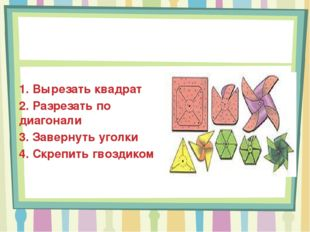 1. Вырезать квадрат
2. Разрезать по
диагонали
3. Завернуть уголки
4. Скрепить гвоздиком